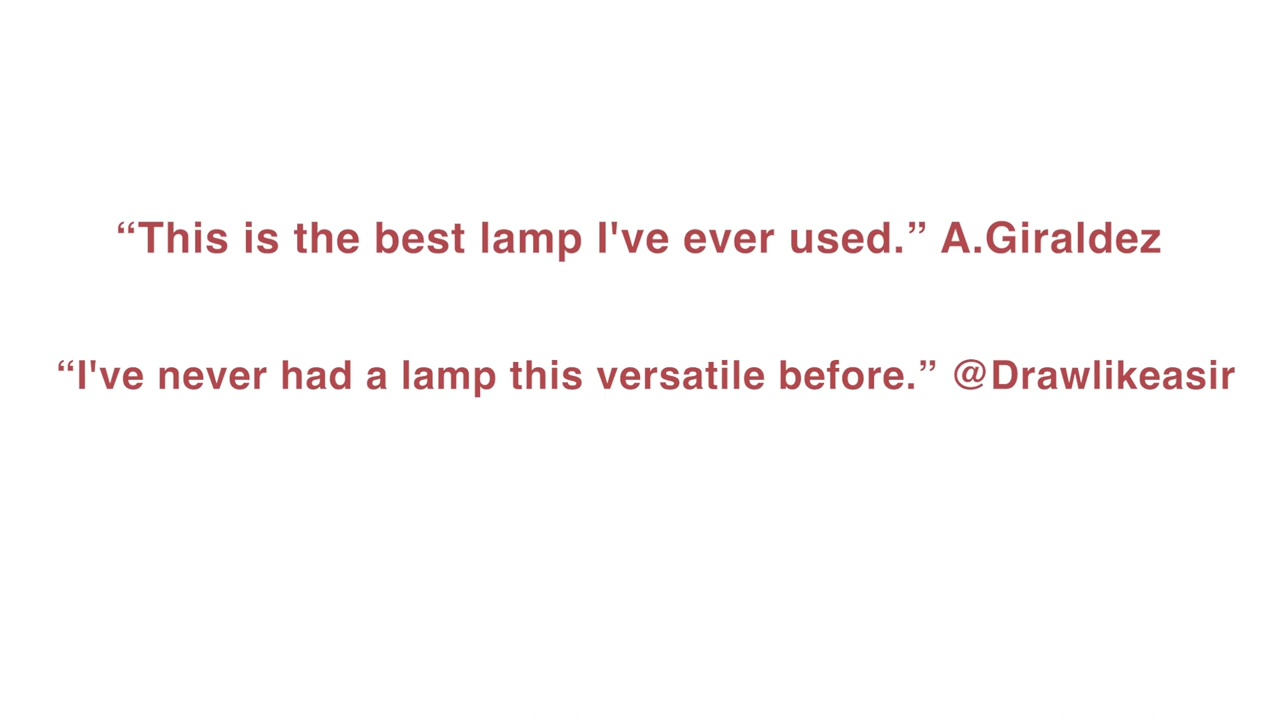 “This is the best lamp I've ever used.” A.Giraldez
“I've never had a lamp this versatile before.” @Drawlikeasir